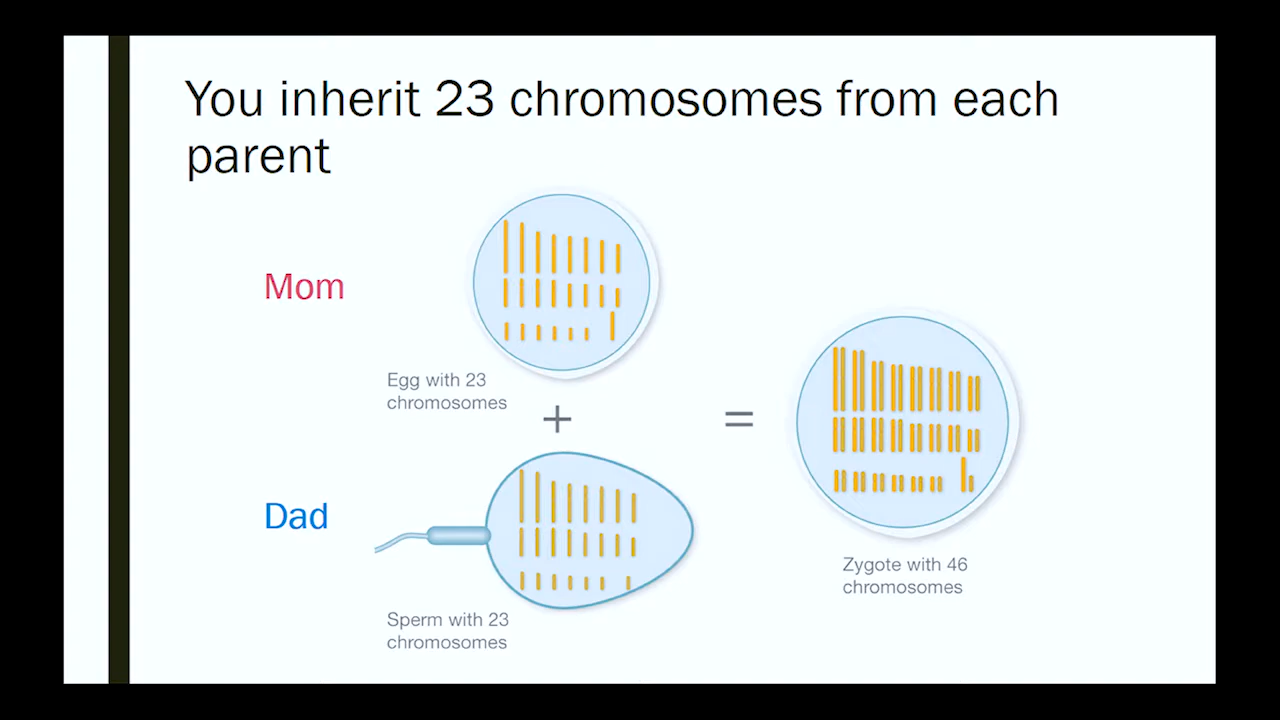 You inherit 23 chromosomes from each
parent
Mom
Egg with 23
chromosomes
+
=
Dad
Sperm with 23
chromosomes
Zygote with 46
chromosomes